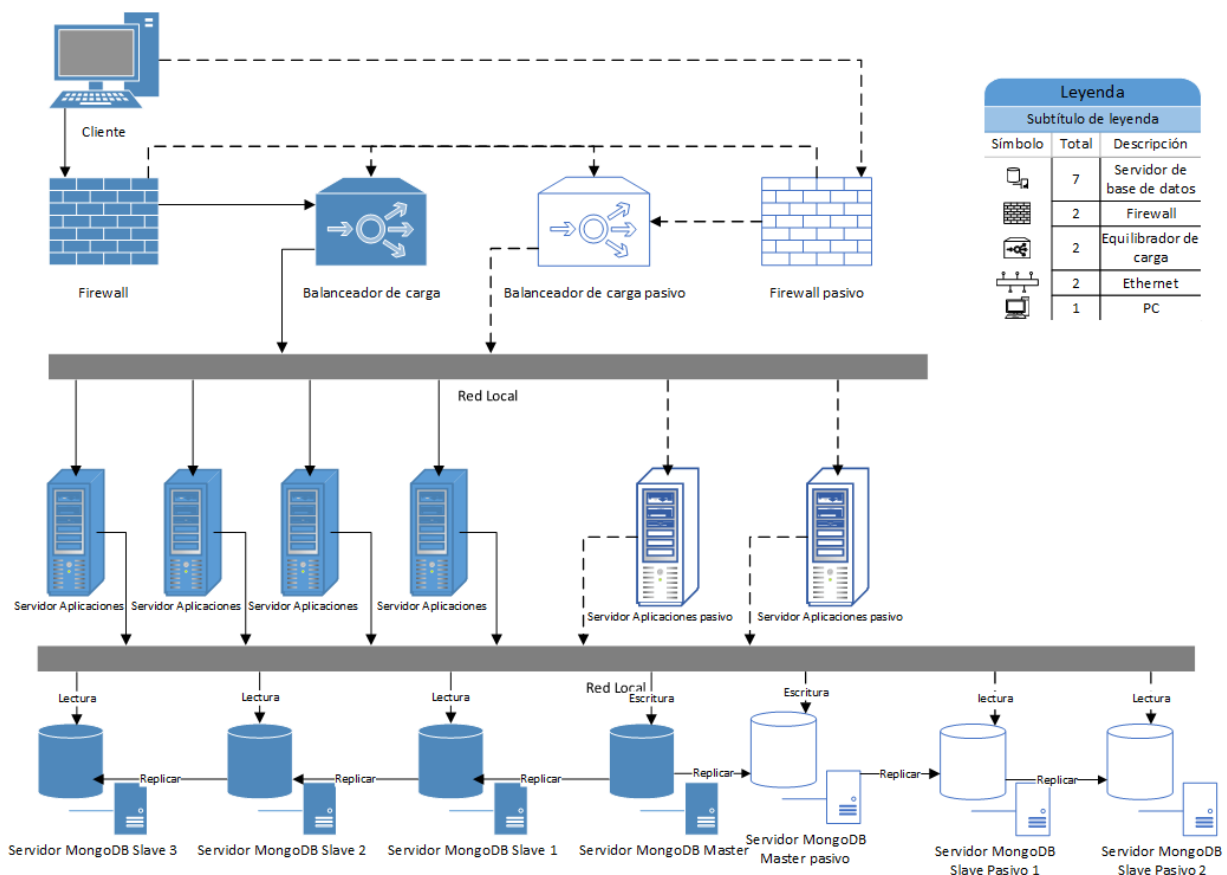 Cliente
Firewall
Balanceador de carga
Balanceador de carga pasivo
Firewall pasivo
Leyenda
Subtítulo de leyenda
Símbolo Total Descripción
7 Servidor de
base de datos
2 Firewall
2 Equilibrador de
carga
2 Ethernet
1 PC
Red Local
Servidor Aplicaciones
Servidor Aplicaciones
Servidor Aplicaciones
Servidor Aplicaciones
Servidor Aplicaciones pasivo
Servidor Aplicaciones pasivo
Red Local
Lectura
Lectura
Lectura
Escritura
Escritura
lectura
Lectura
Replicar
Replicar
Replicar
Replicar
Replicar
Replicar
Servidor MongoDB Slave 3
Servidor MongoDB Slave 2
Servidor MongoDB Slave 1
Servidor MongoDB Master
Servidor MongoDB
Master pasivo
Servidor MongoDB
Slave Pasivo 1
Servidor MongoDB
Slave Pasivo 2